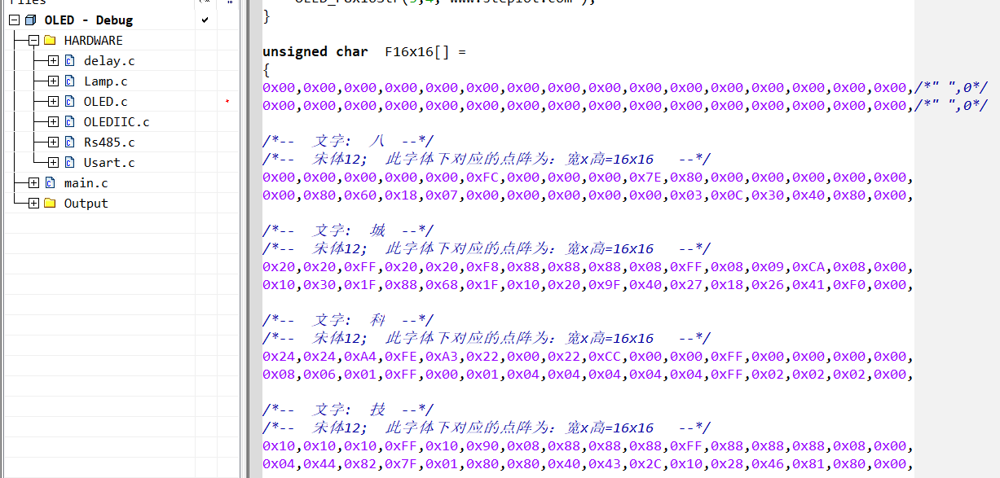 OLED - Debug
HARDWARE
delay.c
Lamp.c
OLED.c
OLEDIIC.c
Rs485.c
Usart.c
main.c
Output
}
unsigned char  F16x16[] =
{
0x00,0x00,0x00,0x00,0x00,0x00,0x00,0x00,0x00,0x00,0x00,0x00,0x00,0x00,0x00,0x00,/*" ",0*/
0x00,0x00,0x00,0x00,0x00,0x00,0x00,0x00,0x00,0x00,0x00,0x00,0x00,0x00,0x00,0x00,/*" ",0*/
/*--  文字:  八  --*/
/*--  宋体12;  此字体下对应的点阵为：宽x高=16x16   --*/
0x00,0x00,0x00,0x00,0x00,0xFC,0x00,0x00,0x00,0x7E,0x80,0x00,0x00,0x00,0x00,0x00,
0x00,0x80,0x60,0x18,0x07,0x00,0x00,0x00,0x00,0x00,0x03,0x0C,0x30,0x40,0x80,0x00,
/*--  文字:  城  --*/
/*--  宋体12;  此字体下对应的点阵为：宽x高=16x16   --*/
0x20,0x20,0xFF,0x20,0x20,0xF8,0x88,0x88,0x88,0x08,0xFF,0x08,0x09,0xCA,0x08,0x00,
0x10,0x30,0x1F,0x88,0x68,0x1F,0x10,0x20,0x9F,0x40,0x27,0x18,0x26,0x41,0xF0,0x00,
/*--  文字:  科  --*/
/*--  宋体12;  此字体下对应的点阵为：宽x高=16x16   --*/
0x24,0x24,0xA4,0xFE,0xA3,0x22,0x00,0x22,0xCC,0x00,0x00,0xFF,0x00,0x00,0x00,0x00,
0x08,0x06,0x01,0xFF,0x00,0x01,0x04,0x04,0x04,0x04,0x04,0xFF,0x02,0x02,0x02,0x00,
/*--  文字:  技  --*/
/*--  宋体12;  此字体下对应的点阵为：宽x高=16x16   --*/
0x10,0x10,0x10,0xFF,0x10,0x90,0x08,0x88,0x88,0x88,0xFF,0x88,0x88,0x88,0x08,0x00,
0x04,0x44,0x82,0x7F,0x01,0x80,0x80,0x40,0x43,0x2C,0x10,0x28,0x46,0x81,0x80,0x00,